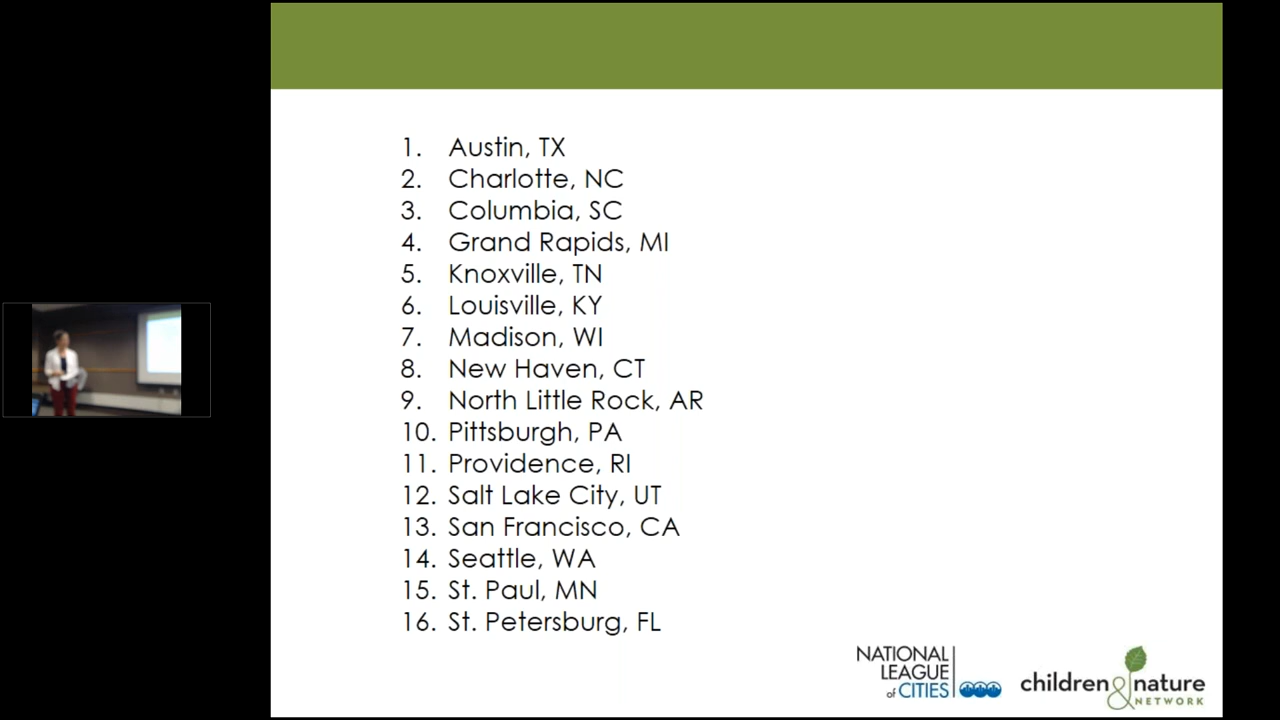 1. Austin, TX
2. Charlotte, NC
3. Columbia, SC
4. Grand Rapids, MI
5. Knoxville, TN
6. Louisville, KY
7. Madison, WI
8. New Haven, CT
9. North Little Rock, AR
10. Pittsburgh, PA
11. Providence, RI
12. Salt Lake City, UT
13. San Francisco, CA
14. Seattle, WA
15. St. Paul, MN
16. St. Petersburg, FL
NATIONAL
LEAGUE
of CITIES
children & nature
NETWORK